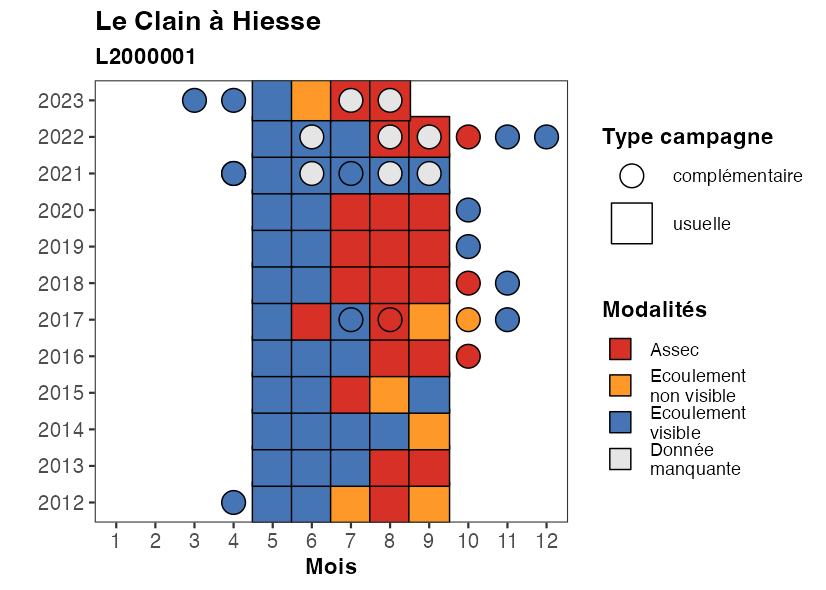 Le Clain à Hiesse
L2000001
2023
2022
2021
2020
2019
2018
2017
2016
2015
2014
2013
2012
1 2 3 4 5 6 7 8 9 10 11 12
Mois
Type campagne
complémentaire
usuelle
Modalités
Assec
Ecoulement
non visible
Ecoulement
visible
Donnée
manquante